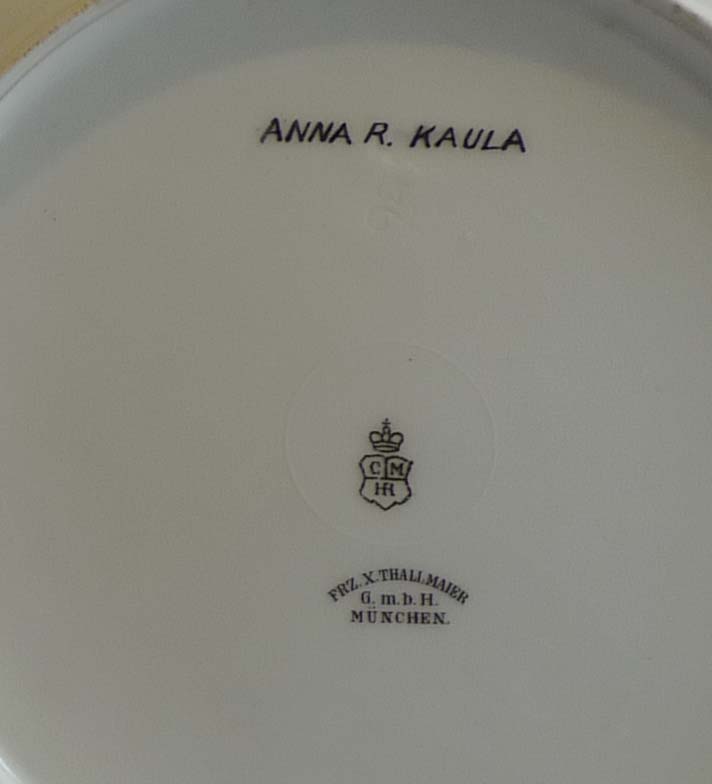 ANNA R. KAULA
C M
HR
FRZ. X. THALLMAIER
G. m. b. H.
MÜNCHEN.